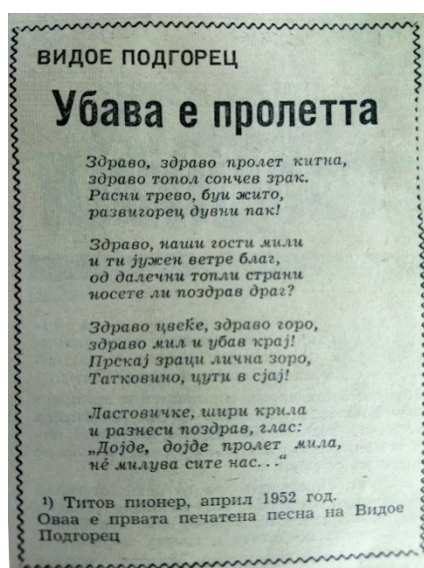 ВИДОЕ ПОДГОРЕЦ
Убава е пролетта
Здраво, здраво пролет китна,
здраво топол сончев зрак.
Расни трево, буи жито,
развигорец дувни пак!
Здраво, наши гости мили
и ти јужен ветре благ,
од далечни топли страни
носете ли поздрав драг?
Здраво цвеќе, здраво горо,
здраво мил и убав крај!
Прскај зраци лична зоро,
Татковино, цути в сјај!
Ластовичке, шири крила
и разнеси поздрав, глас:
„Дојде, дојде пролет мила,
нѐ милува сите нас...“
¹) Титов пионер, април 1952 год.
Оваа е првата печатена песна на Видое
Подгорец